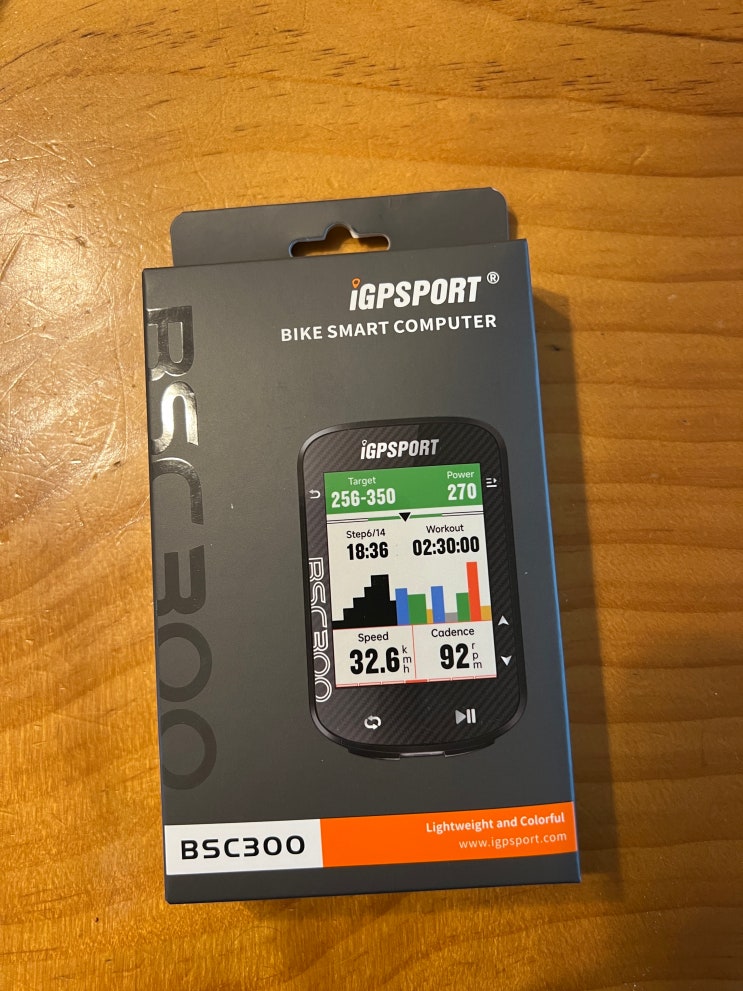 iGPSPORT®
BIKE SMART COMPUTER
BSC300
iGPSPORT
Target Power
256-350 270
Step6/14 Workout
18:36 02:30:00
BSC300
Speed Cadence
32.6 kmh 92 rpm
BSC300
Lightweight and Colorful
www.igpsport.com